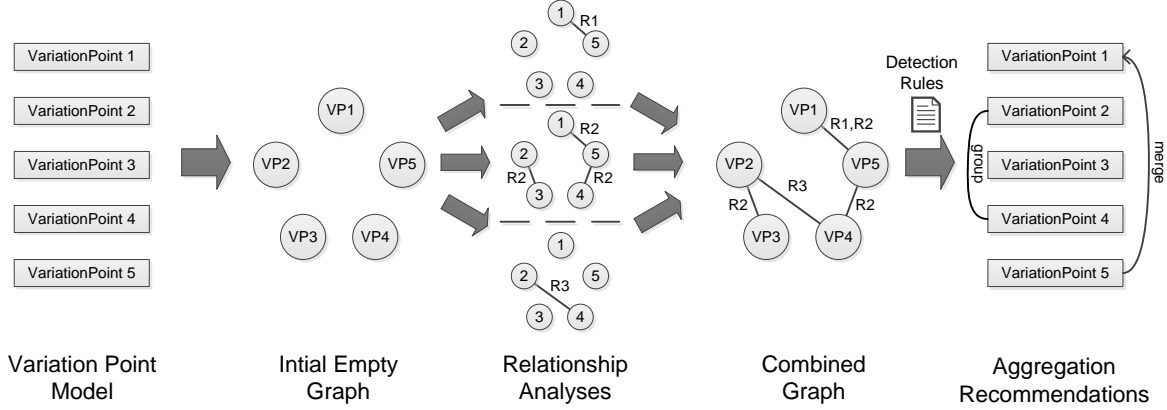 VariationPoint 1
VariationPoint 2
VariationPoint 3
VariationPoint 4
VariationPoint 5
Variation Point
Model
VP1
VP2
VP5
VP3
VP4
Intial Empty
Graph
1
R1
2
5
3
4
1
R2
2
5
R2
R2
3
4
1
2
5
R3
3
4
Relationship
Analyses
VP1
R1,R2
VP2
VP5
R3
R2
R2
VP3
VP4
Combined
Graph
Detection
Rules
VariationPoint 1
VariationPoint 2
VariationPoint 3
VariationPoint 4
VariationPoint 5
group
merge
Aggregation
Recommendations